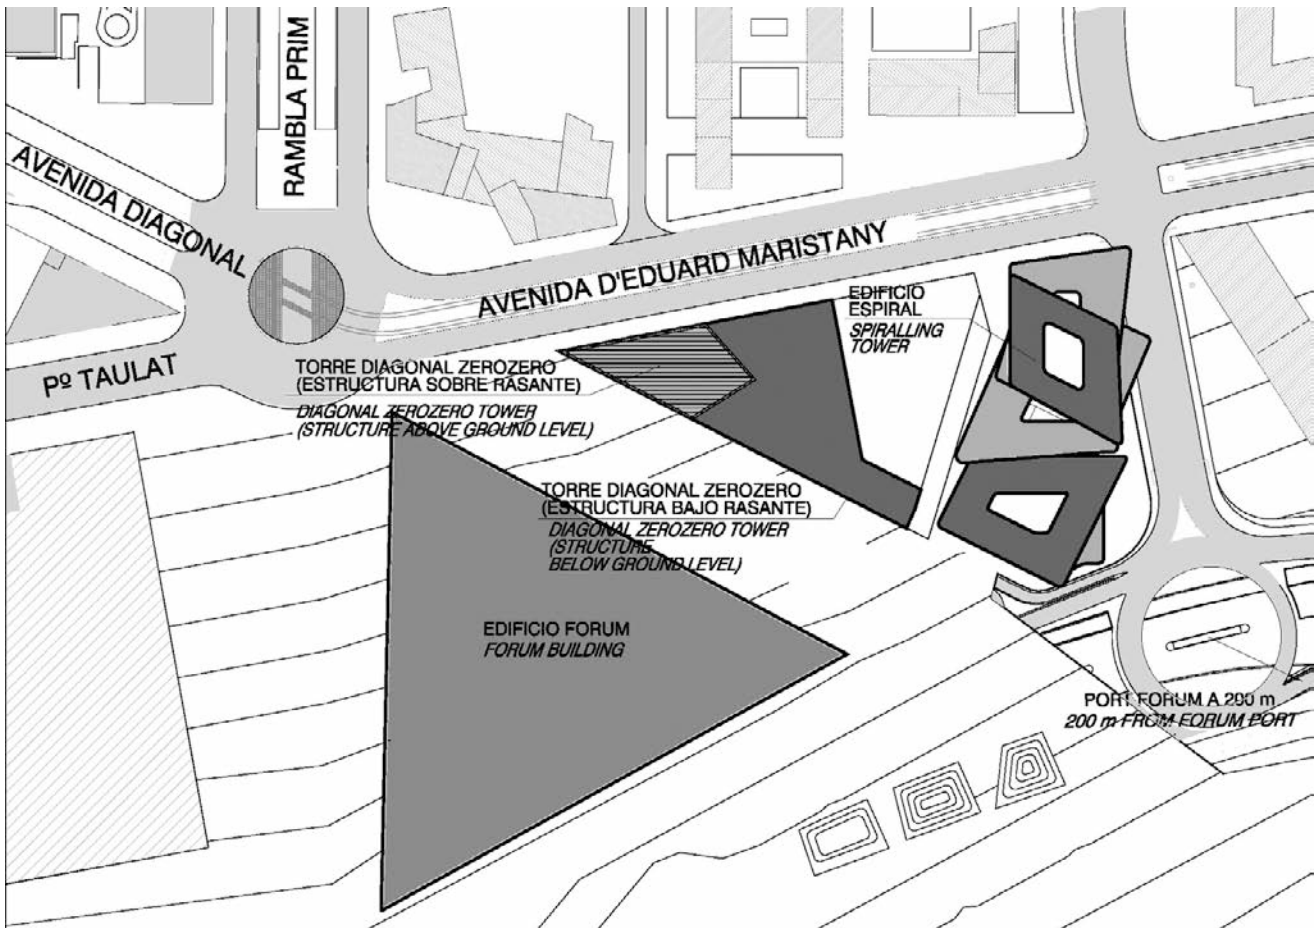 RAMBLA PRIM
AVENIDA DIAGONAL
AVENIDA D'EDUARD MARISTANY
Pº TAULAT
EDIFICIO
ESPIRAL
SPIRALLING
TOWER
TORRE DIAGONAL ZEROZERO
(ESTRUCTURA SOBRE RASANTE)
DIAGONAL ZEROZERO TOWER
(STRUCTURE ABOVE GROUND LEVEL)
TORRE DIAGONAL ZEROZERO
(ESTRUCTURA BAJO RASANTE)
DIAGONAL ZEROZERO TOWER
(STRUCTURE
BELOW GROUND LEVEL)
EDIFICIO FORUM
FORUM BUILDING
PORT FORUM A 200 m
200 m FROM FORUM PORT